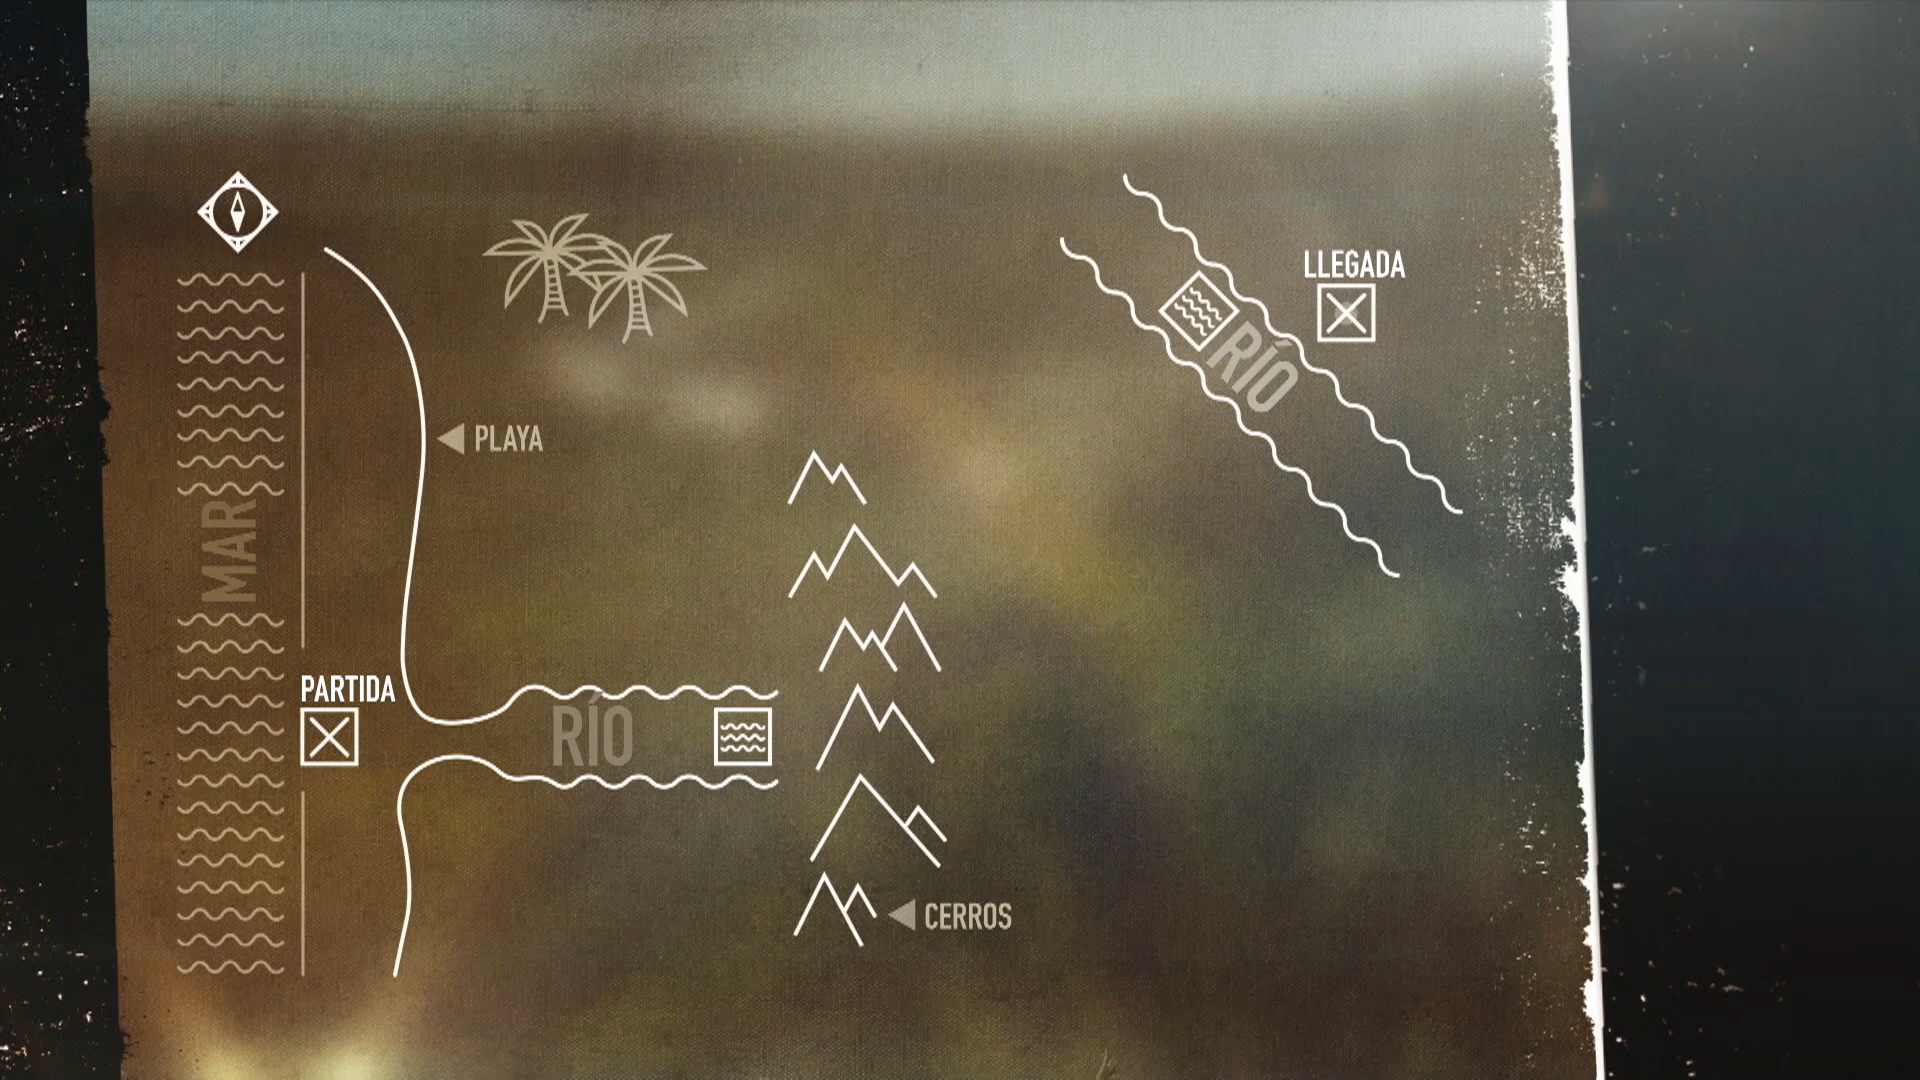 LLEGADA
RÍO
PLAYA
MAR
PARTIDA
RÍO
CERROS